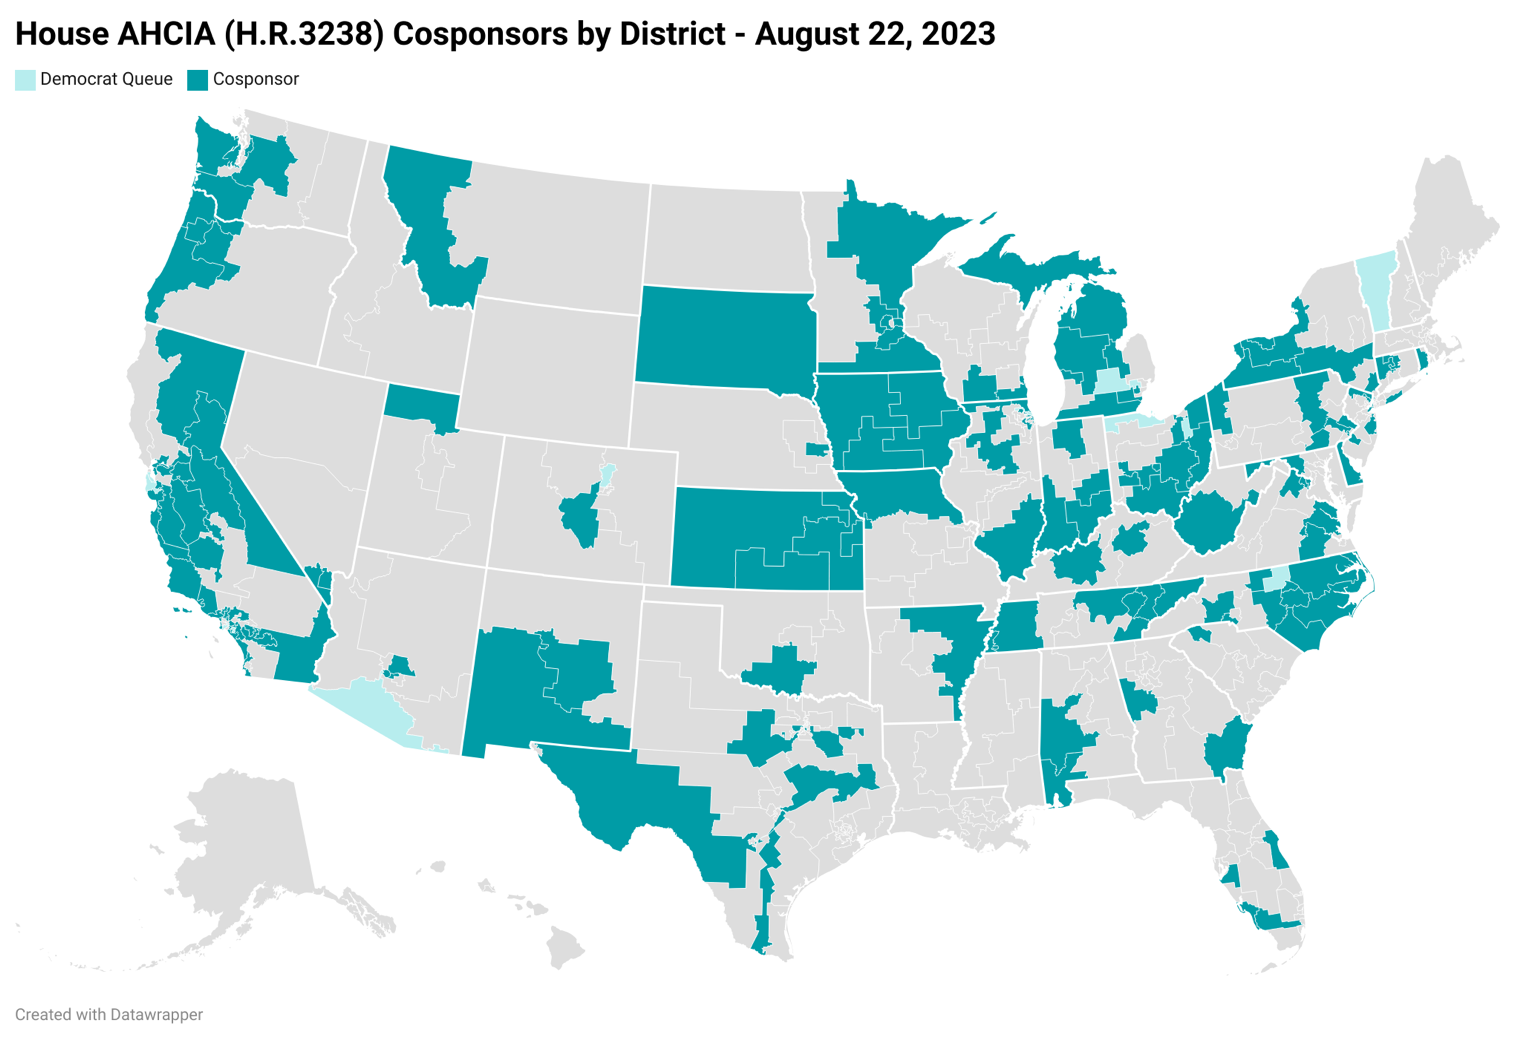 House AHCIA (H.R.3238) Cosponsors by District - August 22, 2023
Democrat Queue Cosponsor
Created with Datawrapper